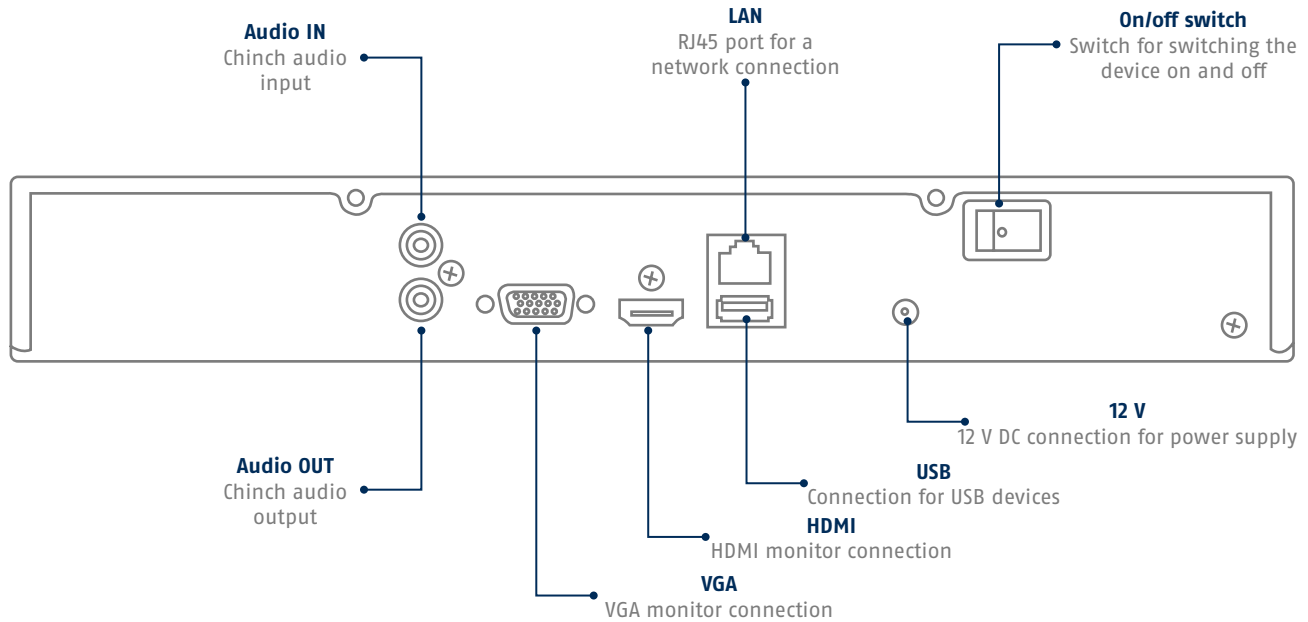 Audio IN
Chinch audio
input
LAN
RJ45 port for a
network connection
On/off switch
Switch for switching the
device on and off
12 V
12 V DC connection for power supply
Audio OUT
Chinch audio
output
USB
Connection for USB devices
HDMI
HDMI monitor connection
VGA
VGA monitor connection